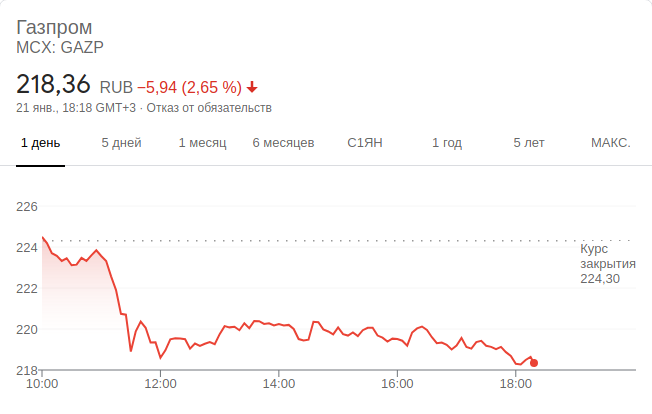 Газпром
MCX: GAZP
218,36 RUB −5,94 (2,65 %)
21 янв., 18:18 GMT+3 · Отказ от обязательств
1 день 5 дней 1 месяц 6 месяцев С1ЯН 1 год 5 лет МАКС.
226
224
222
220
218
Курс
закрытия
224,30
10:00 12:00 14:00 16:00 18:00